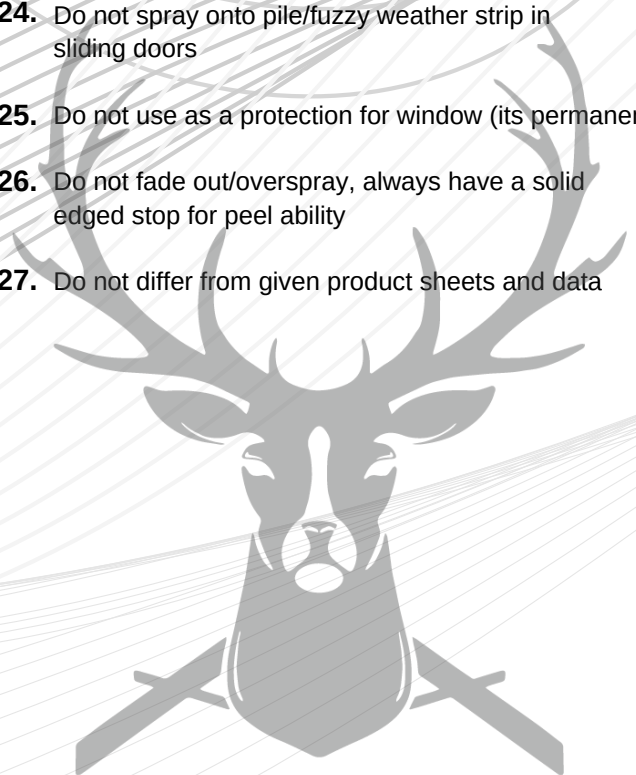 24. Do not spray onto pile/fuzzy weather strip in
sliding doors
25. Do not use as a protection for window (its permanen
26. Do not fade out/overspray, always have a solid
edged stop for peel ability
27. Do not differ from given product sheets and data